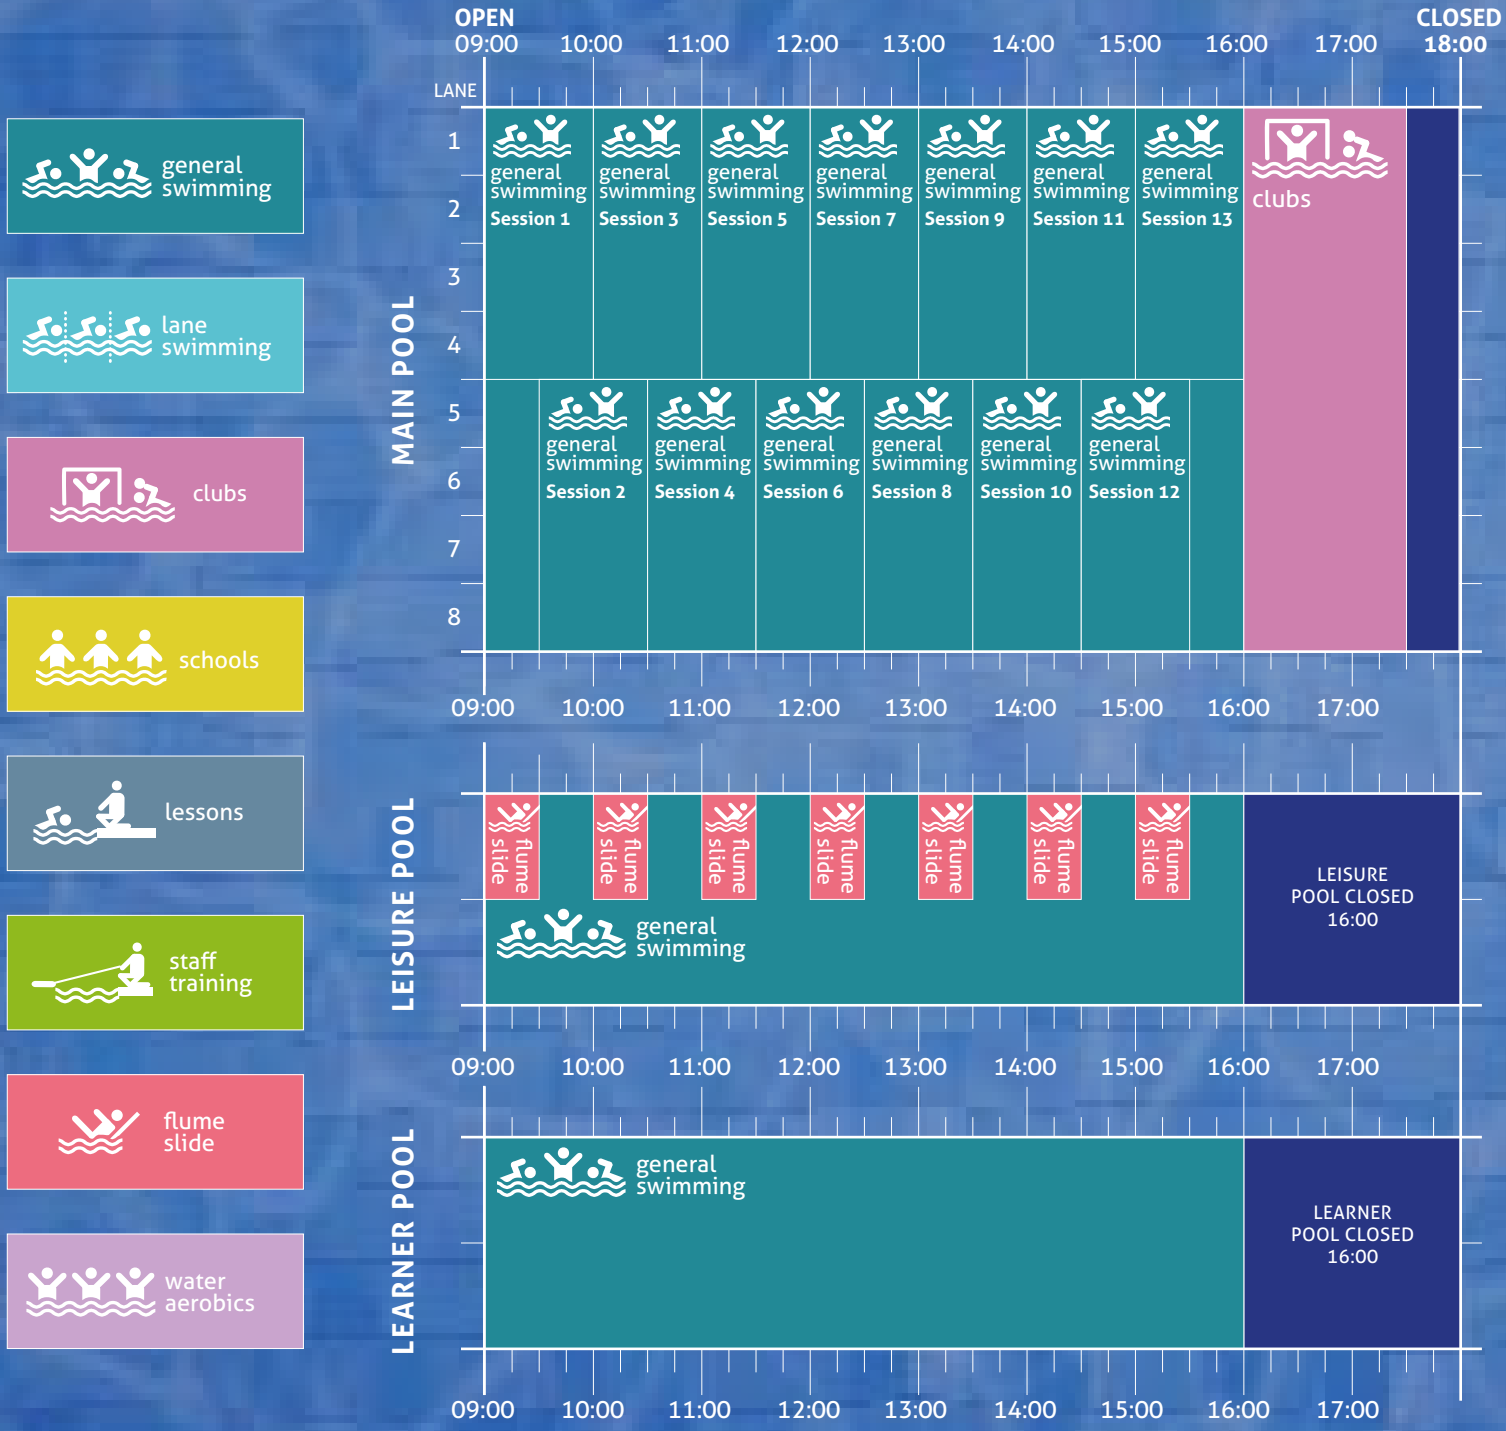 OPEN
CLOSED
09:00 10:00 11:00 12:00 13:00 14:00 15:00 16:00 17:00 18:00
LANE
general
swimming
lane
swimming
clubs
schools
lessons
staff
training
flume
slide
water
aerobics
MAIN POOL
1
2
3
4
5
6
7
8
general
swimming
Session 1
general
swimming
Session 3
general
swimming
Session 5
general
swimming
Session 7
general
swimming
Session 9
general
swimming
Session 11
general
swimming
Session 13
clubs
general
swimming
Session 2
general
swimming
Session 4
general
swimming
Session 6
general
swimming
Session 8
general
swimming
Session 10
general
swimming
Session 12
09:00 10:00 11:00 12:00 13:00 14:00 15:00 16:00 17:00
LEISURE POOL
flume
slide
flume
slide
flume
slide
flume
slide
flume
slide
flume
slide
flume
slide
general
swimming
LEISURE
POOL CLOSED
16:00
09:00 10:00 11:00 12:00 13:00 14:00 15:00 16:00 17:00
LEARNER POOL
general
swimming
LEARNER
POOL CLOSED
16:00
09:00 10:00 11:00 12:00 13:00 14:00 15:00 16:00 17:00